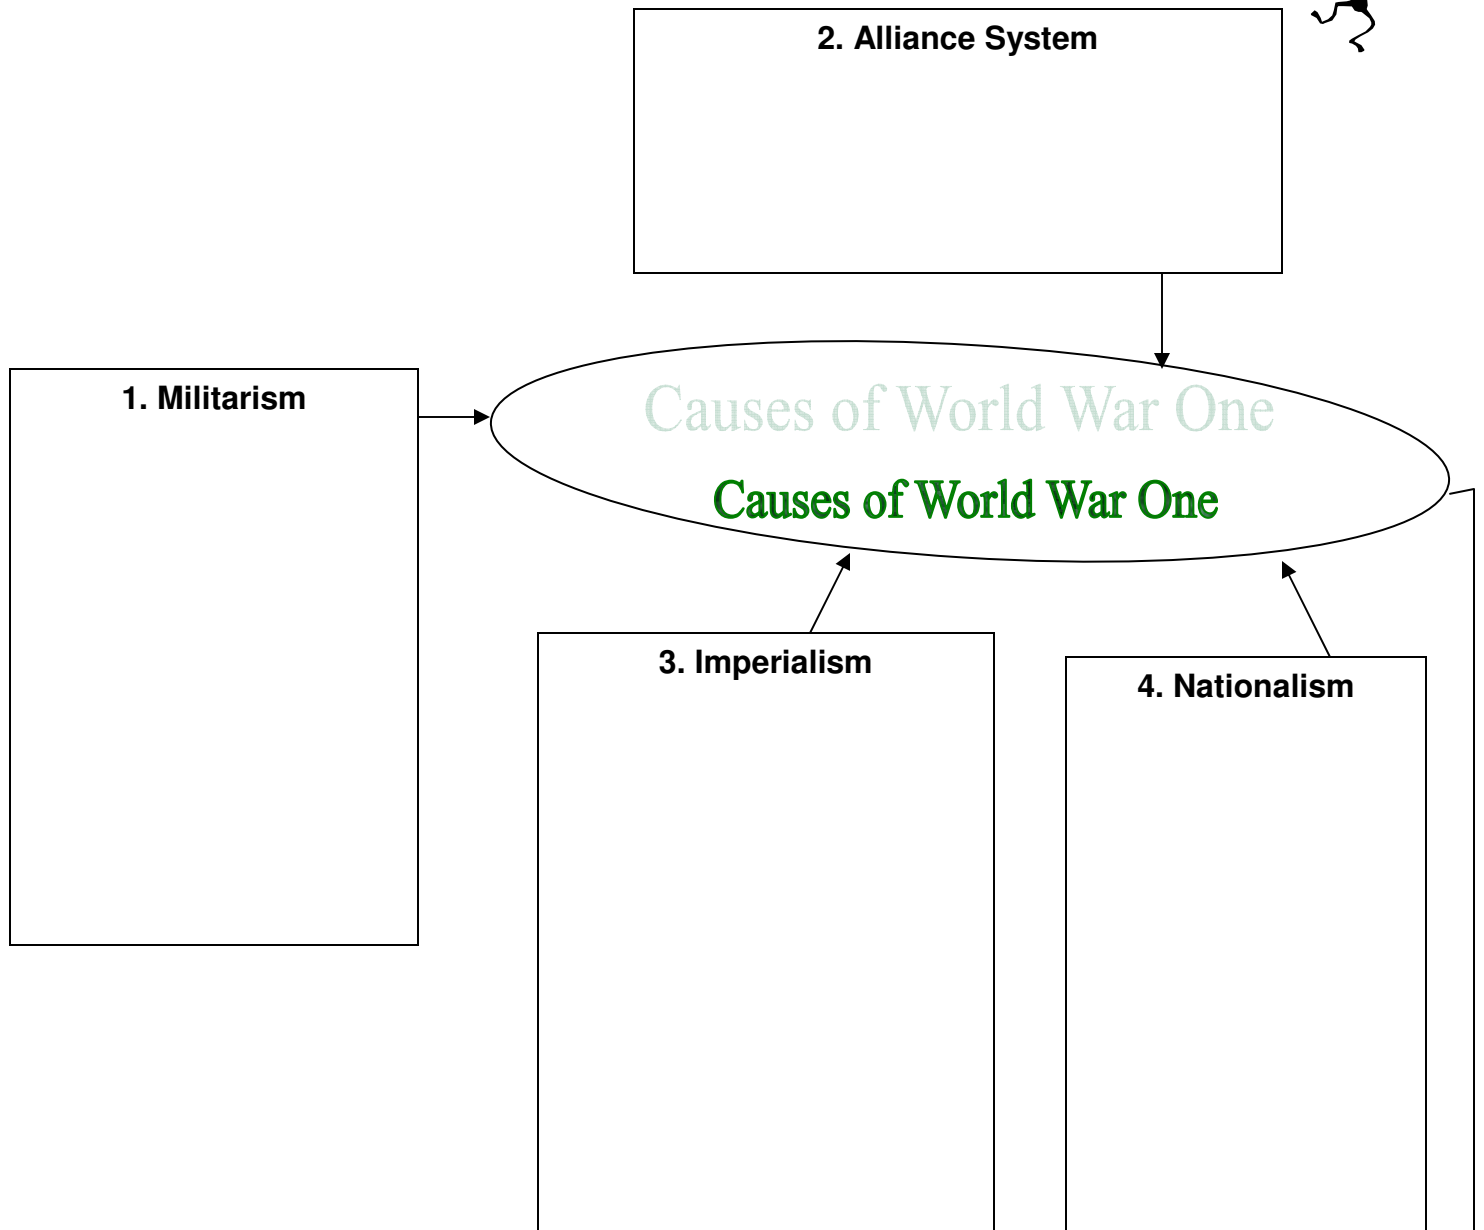 2. Alliance System
1. Militarism
Causes of World War One
Causes of World War One
3. Imperialism
4. Nationalism